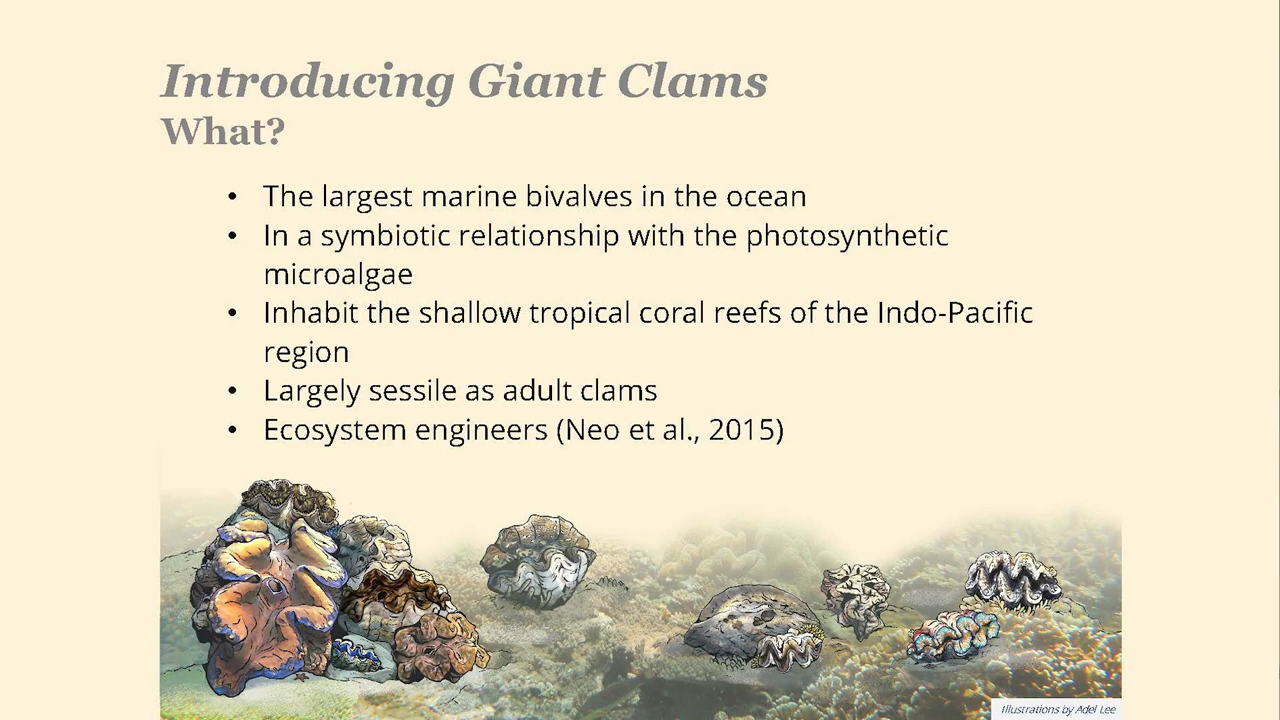 Introducing Giant Clams
What?
• The largest marine bivalves in the ocean
• In a symbiotic relationship with the photosynthetic
microalgae
• Inhabit the shallow tropical coral reefs of the Indo-Pacific
region
• Largely sessile as adult clams
• Ecosystem engineers (Neo et al., 2015)
Illustrations by Adel Lee